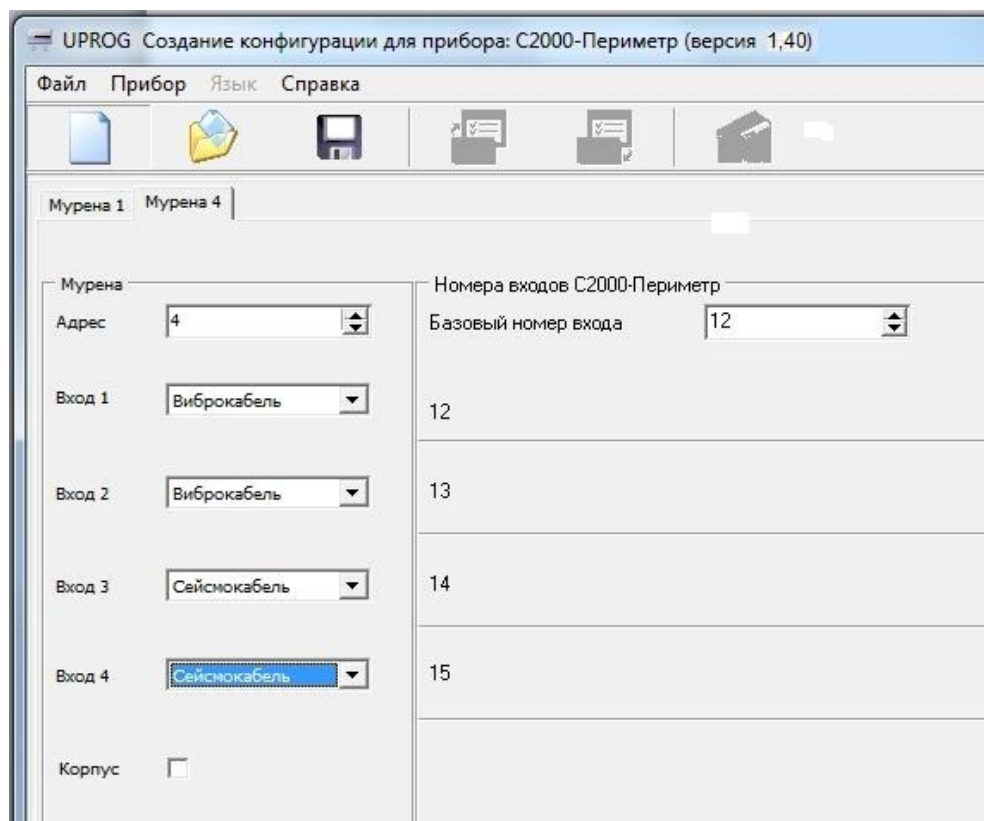 UPROG Создание конфигурации для прибора: С2000-Периметр (версия 1,40)
Файл Прибор Язык Справка
Мурена 1 Мурена 4
Мурена
Адрес 4
Вход 1 Виброкабель
Вход 2 Виброкабель
Вход 3 Сейсмокабель
Вход 4 Сейсмокабель
Корпус
Номера входов С2000-Периметр
Базовый номер входа 12
12
13
14
15